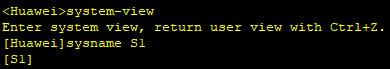 <Huawei>system-view
Enter system view, return user view with Ctrl+Z.
[Huawei]sysname S1
[S1]